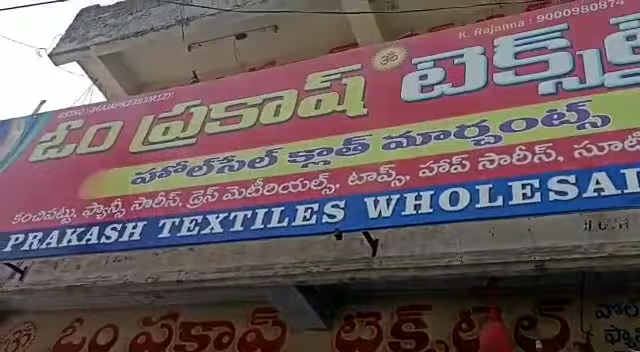 K. Rajanna : 9000980874
ఓం ప్రకాష్ టెక్స్‌టై
హోల్‌సేల్ క్లాత్ మార్చంట్స్
కంచిపట్టు, ఫ్యాన్సీ సారీస్, డ్రెస్ మెటీరియల్స్, టాప్స్, హాఫ్ సారీస్, సూట్
PRAKASH TEXTILES WHOLESAL
ఓం ప్రకాష్ టెక్స్‌టైల్